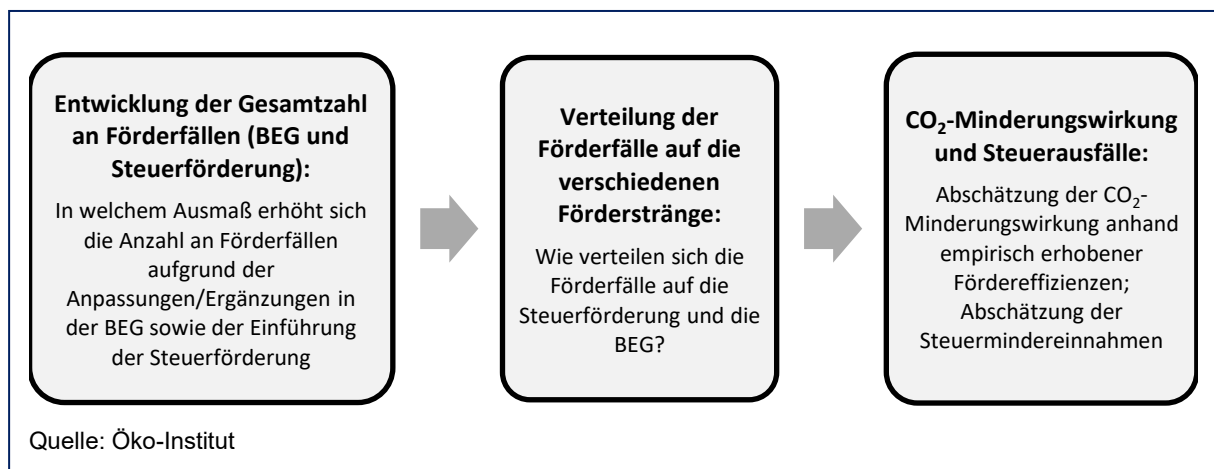 Entwicklung der Gesamtzahl
an Förderfällen (BEG und
Steuerförderung):
In welchem Ausmaß erhöht sich
die Anzahl an Förderfällen
aufgrund der
Anpassungen/Ergänzungen in
der BEG sowie der Einführung
der Steuerförderung
Verteilung der
Förderfälle auf die
verschiedenen
Förderstränge:
Wie verteilen sich die
Förderfälle auf die
Steuerförderung und die
BEG?
CO₂-Minderungswirkung
und Steuerausfälle:
Abschätzung der CO₂-
Minderungswirkung anhand
empirisch erhobener
Fördereffizienzen;
Abschätzung der
Steuermindereinnahmen
Quelle: Öko-Institut